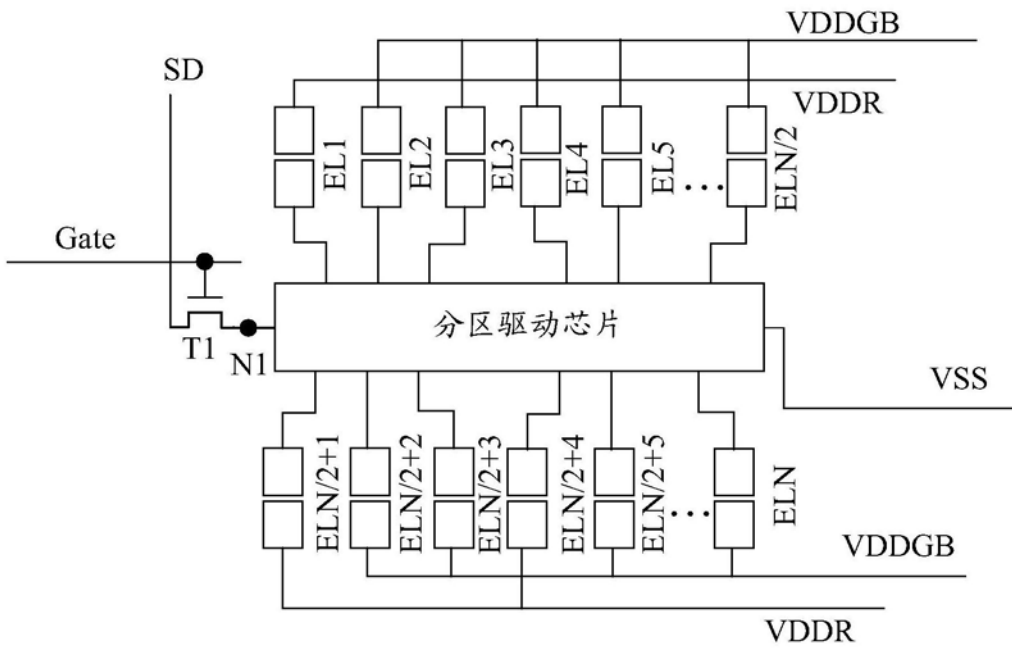 VDDGB
SD
VDDR
EL1
EL2
EL3
EL4
EL5
...
ELN/2
Gate
分区驱动芯片
T1
N1
VSS
ELN/2+1
ELN/2+2
ELN/2+3
ELN/2+4
ELN/2+5
...
ELN
VDDGB
VDDR